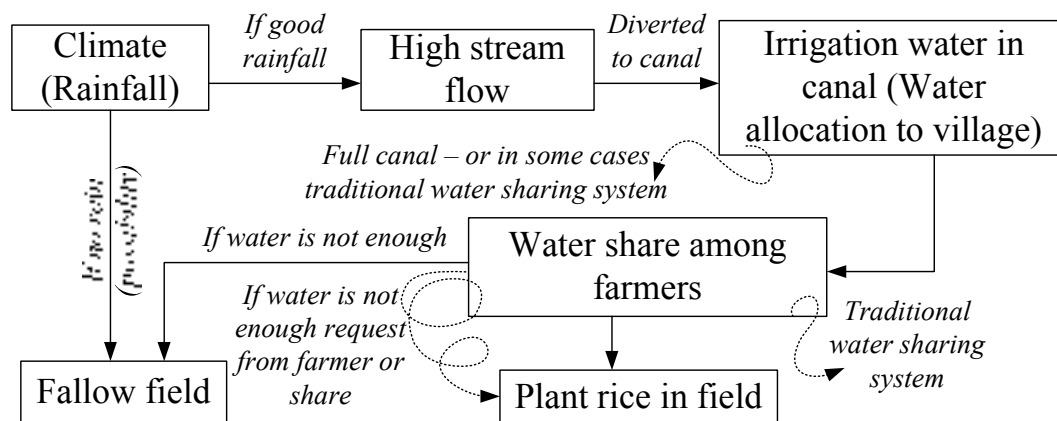 Climate
(Rainfall)
If good
rainfall
High stream
flow
Diverted
to canal
Irrigation water in
canal (Water
allocation to village)
Full canal – or in some cases
traditional water sharing
system
If water is not enough
Water share among
farmers
If water is not
enough request
from farmer or
share
Traditional
water sharing
system
Fallow field
Plant rice in field